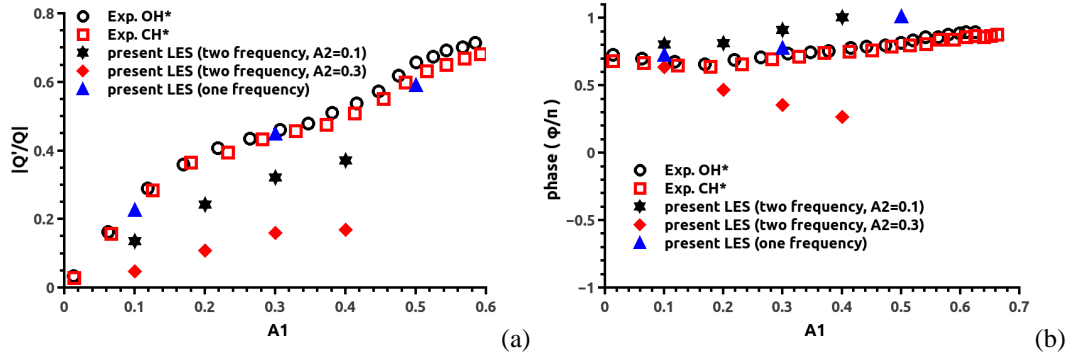 Exp. OH*
Exp. CH*
present LES (two frequency, A2=0.1)
present LES (two frequency, A2=0.3)
present LES (one frequency)
0.8
0.6
0.4
0.2
0
|Q'/Q|
0 0.1 0.2 0.3 0.4 0.5 0.6
A1
(a)
1
0.5
0
−0.5
−1
phase ( φ/π )
Exp. OH*
Exp. CH*
present LES (two frequency, A2=0.1)
present LES (two frequency, A2=0.3)
present LES (one frequency)
0 0.1 0.2 0.3 0.4 0.5 0.6 0.7
A1
(b)